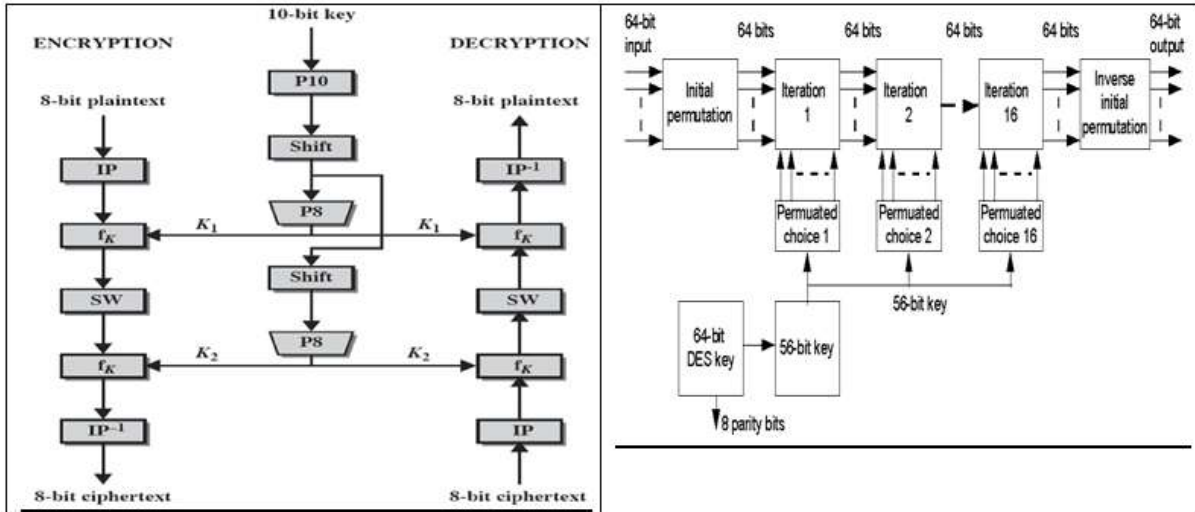 10-bit key
ENCRYPTION
DECRYPTION
P10
8-bit plaintext
8-bit plaintext
Shift
IP
IP⁻¹
P8
K₁
K₁
f_K
f_K
Shift
SW
SW
P8
K₂
K₂
f_K
f_K
IP⁻¹
IP
8-bit ciphertext
8-bit ciphertext
64-bit
input
64 bits
64 bits
64 bits
64 bits
64-bit
output
Initial
permutation
Iteration
1
Iteration
2
Iteration
16
Inverse
initial
permutation
Permuated
choice 1
Permuated
choice 2
Permuated
choice 16
56-bit key
64-bit
DES key
56-bit key
8 parity bits